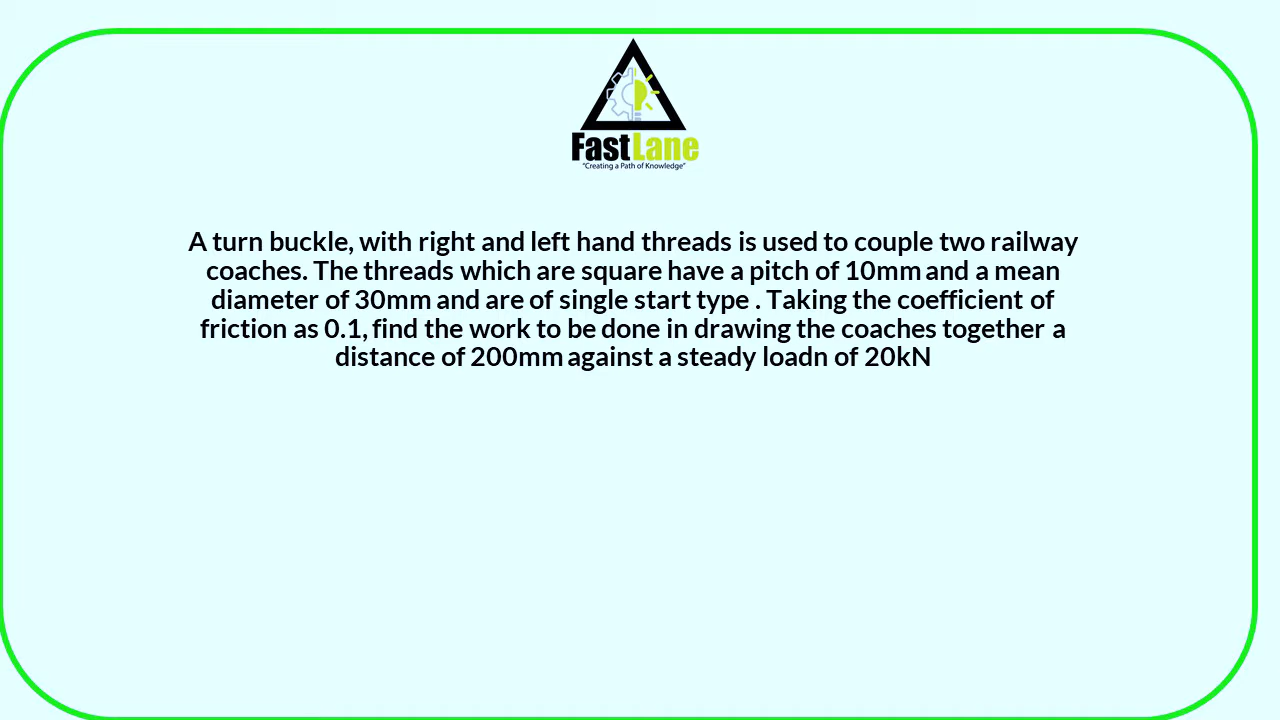 FastLane
"Creating a Path of Knowledge"
A turn buckle, with right and left hand threads is used to couple two railway
coaches. The threads which are square have a pitch of 10mm and a mean
diameter of 30mm and are of single start type . Taking the coefficient of
friction as 0.1, find the work to be done in drawing the coaches together a
distance of 200mm against a steady loadn of 20kN